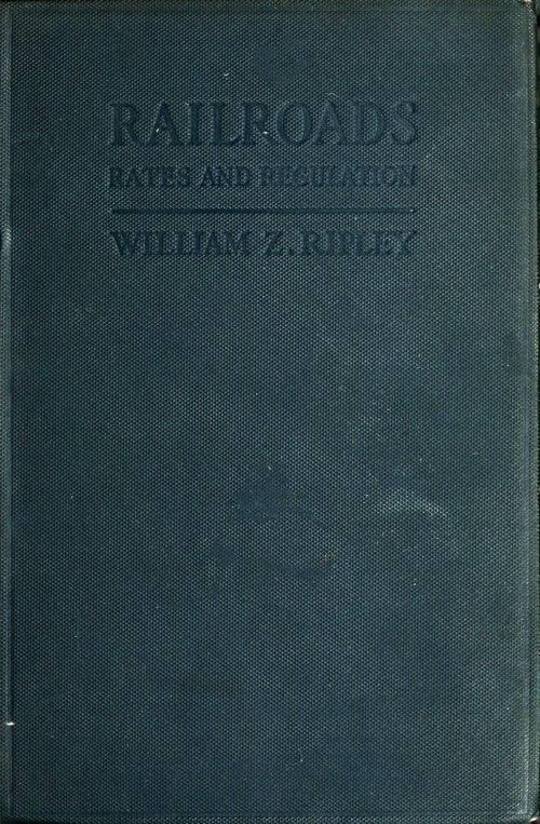 RAILROADS
RATES AND REGULATION
WILLIAM Z. RIPLEY